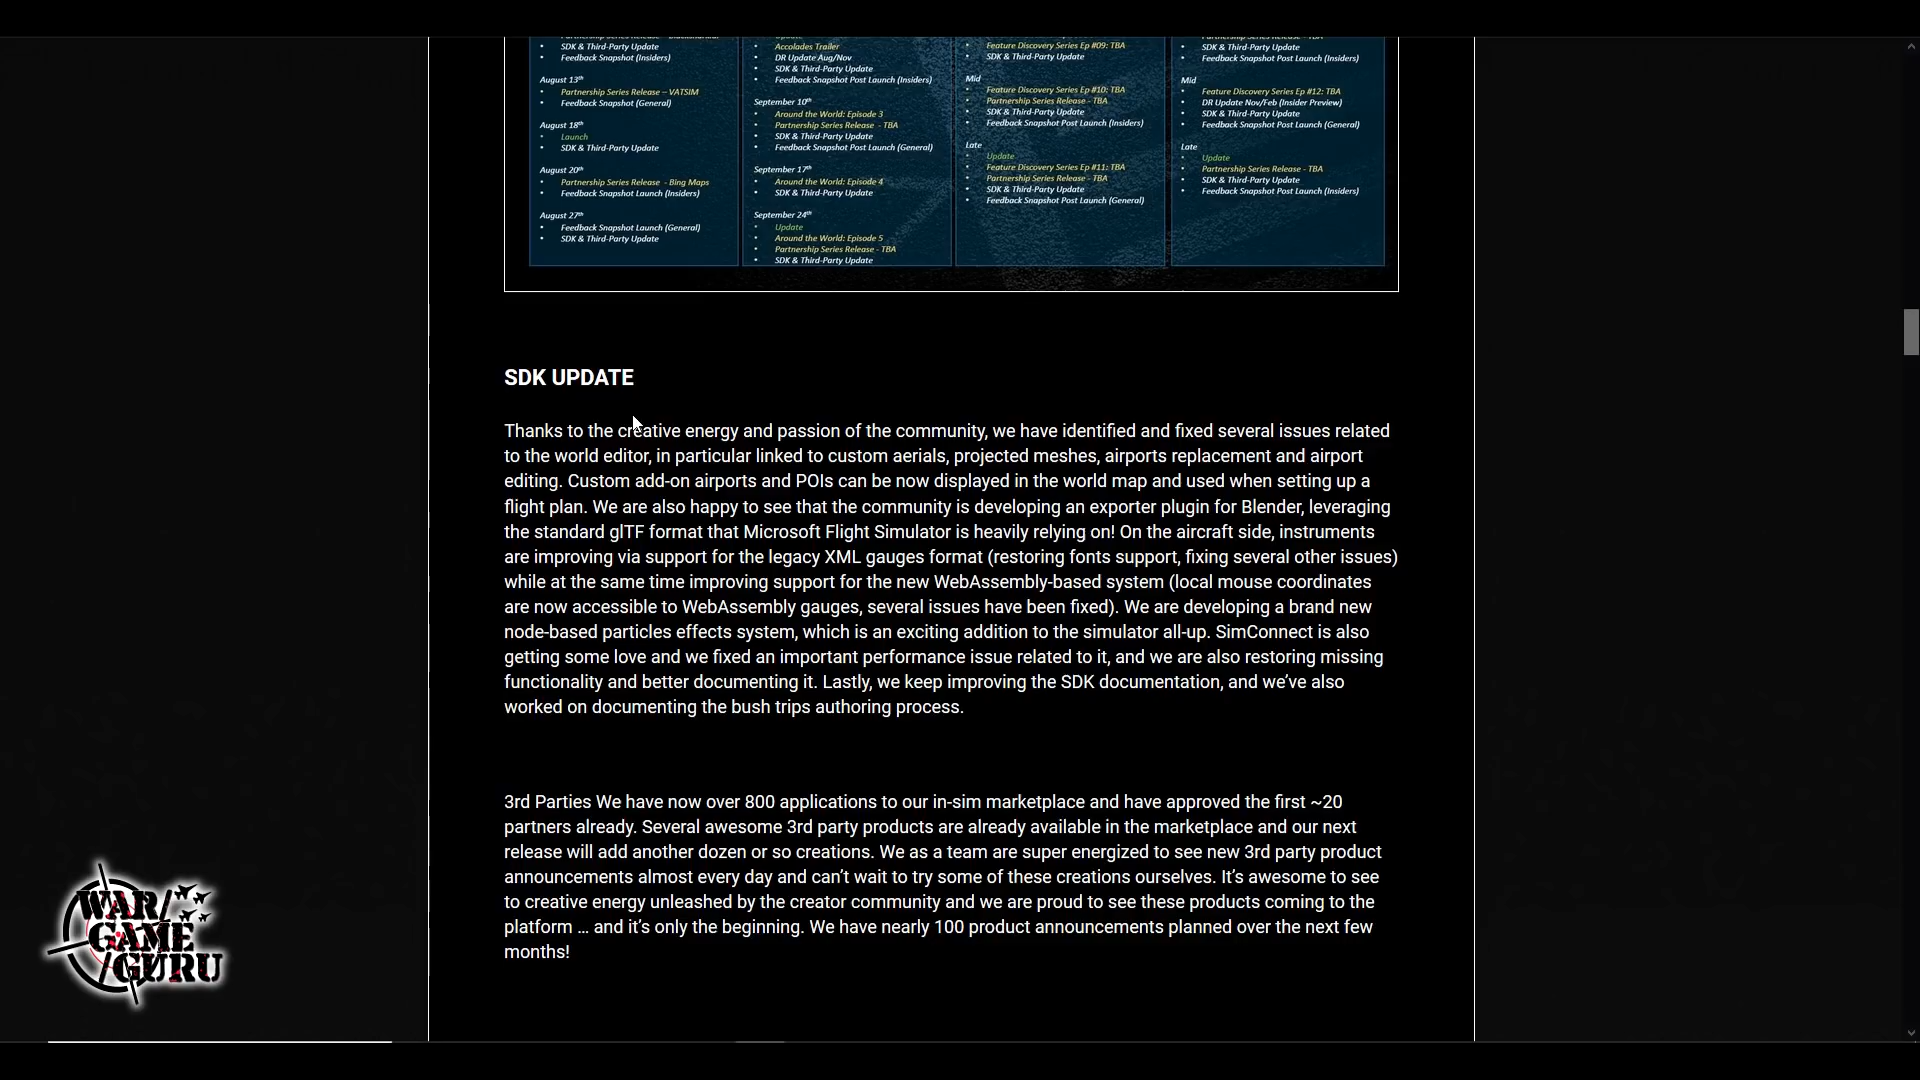 SDK & Third-Party Update
Feedback Snapshot (Insiders)
August 13th
Partnership Series Release – VATSIM
Feedback Snapshot (General)
August 18th
Launch
SDK & Third-Party Update
August 20th
Partnership Series Release - Bing Maps
Feedback Snapshot Launch (Insiders)
August 27th
Feedback Snapshot Launch (General)
SDK & Third-Party Update
Accolades Trailer
DR Update Aug/Nov
SDK & Third-Party Update
Feedback Snapshot Post Launch (Insiders)
September 10th
Around the World: Episode 3
Partnership Series Release - TBA
SDK & Third-Party Update
Feedback Snapshot Post Launch (General)
September 17th
Around the World: Episode 4
SDK & Third-Party Update
September 24th
Update
Around the World: Episode 5
Partnership Series Release - TBA
SDK & Third-Party Update
Feature Discovery Series Ep #09: TBA
SDK & Third-Party Update
Mid
Feature Discovery Series Ep #10: TBA
Partnership Series Release - TBA
SDK & Third-Party Update
Feedback Snapshot Post Launch (Insiders)
Late
Update
Feature Discovery Series Ep #11: TBA
Partnership Series Release - TBA
SDK & Third-Party Update
Feedback Snapshot Post Launch (General)
SDK & Third-Party Update
Feedback Snapshot Post Launch (Insiders)
Mid
Feature Discovery Series Ep #12: TBA
DR Update Nov/Feb (Insider Preview)
SDK & Third-Party Update
Feedback Snapshot Post Launch (General)
Late
Update
Partnership Series Release - TBA
SDK & Third-Party Update
Feedback Snapshot Post Launch (Insiders)
SDK UPDATE
Thanks to the creative energy and passion of the community, we have identified and fixed several issues related
to the world editor, in particular linked to custom aerials, projected meshes, airports replacement and airport
editing. Custom add-on airports and POIs can be now displayed in the world map and used when setting up a
flight plan. We are also happy to see that the community is developing an exporter plugin for Blender, leveraging
the standard glTF format that Microsoft Flight Simulator is heavily relying on! On the aircraft side, instruments
are improving via support for the legacy XML gauges format (restoring fonts support, fixing several other issues)
while at the same time improving support for the new WebAssembly-based system (local mouse coordinates
are now accessible to WebAssembly gauges, several issues have been fixed). We are developing a brand new
node-based particles effects system, which is an exciting addition to the simulator all-up. SimConnect is also
getting some love and we fixed an important performance issue related to it, and we are also restoring missing
functionality and better documenting it. Lastly, we keep improving the SDK documentation, and we've also
worked on documenting the bush trips authoring process.
3rd Parties We have now over 800 applications to our in-sim marketplace and have approved the first ~20
partners already. Several awesome 3rd party products are already available in the marketplace and our next
release will add another dozen or so creations. We as a team are super energized to see new 3rd party product
announcements almost every day and can't wait to try some of these creations ourselves. It's awesome to see
to creative energy unleashed by the creator community and we are proud to see these products coming to the
platform … and it's only the beginning. We have nearly 100 product announcements planned over the next few
months!
WAR
GAME
GURU